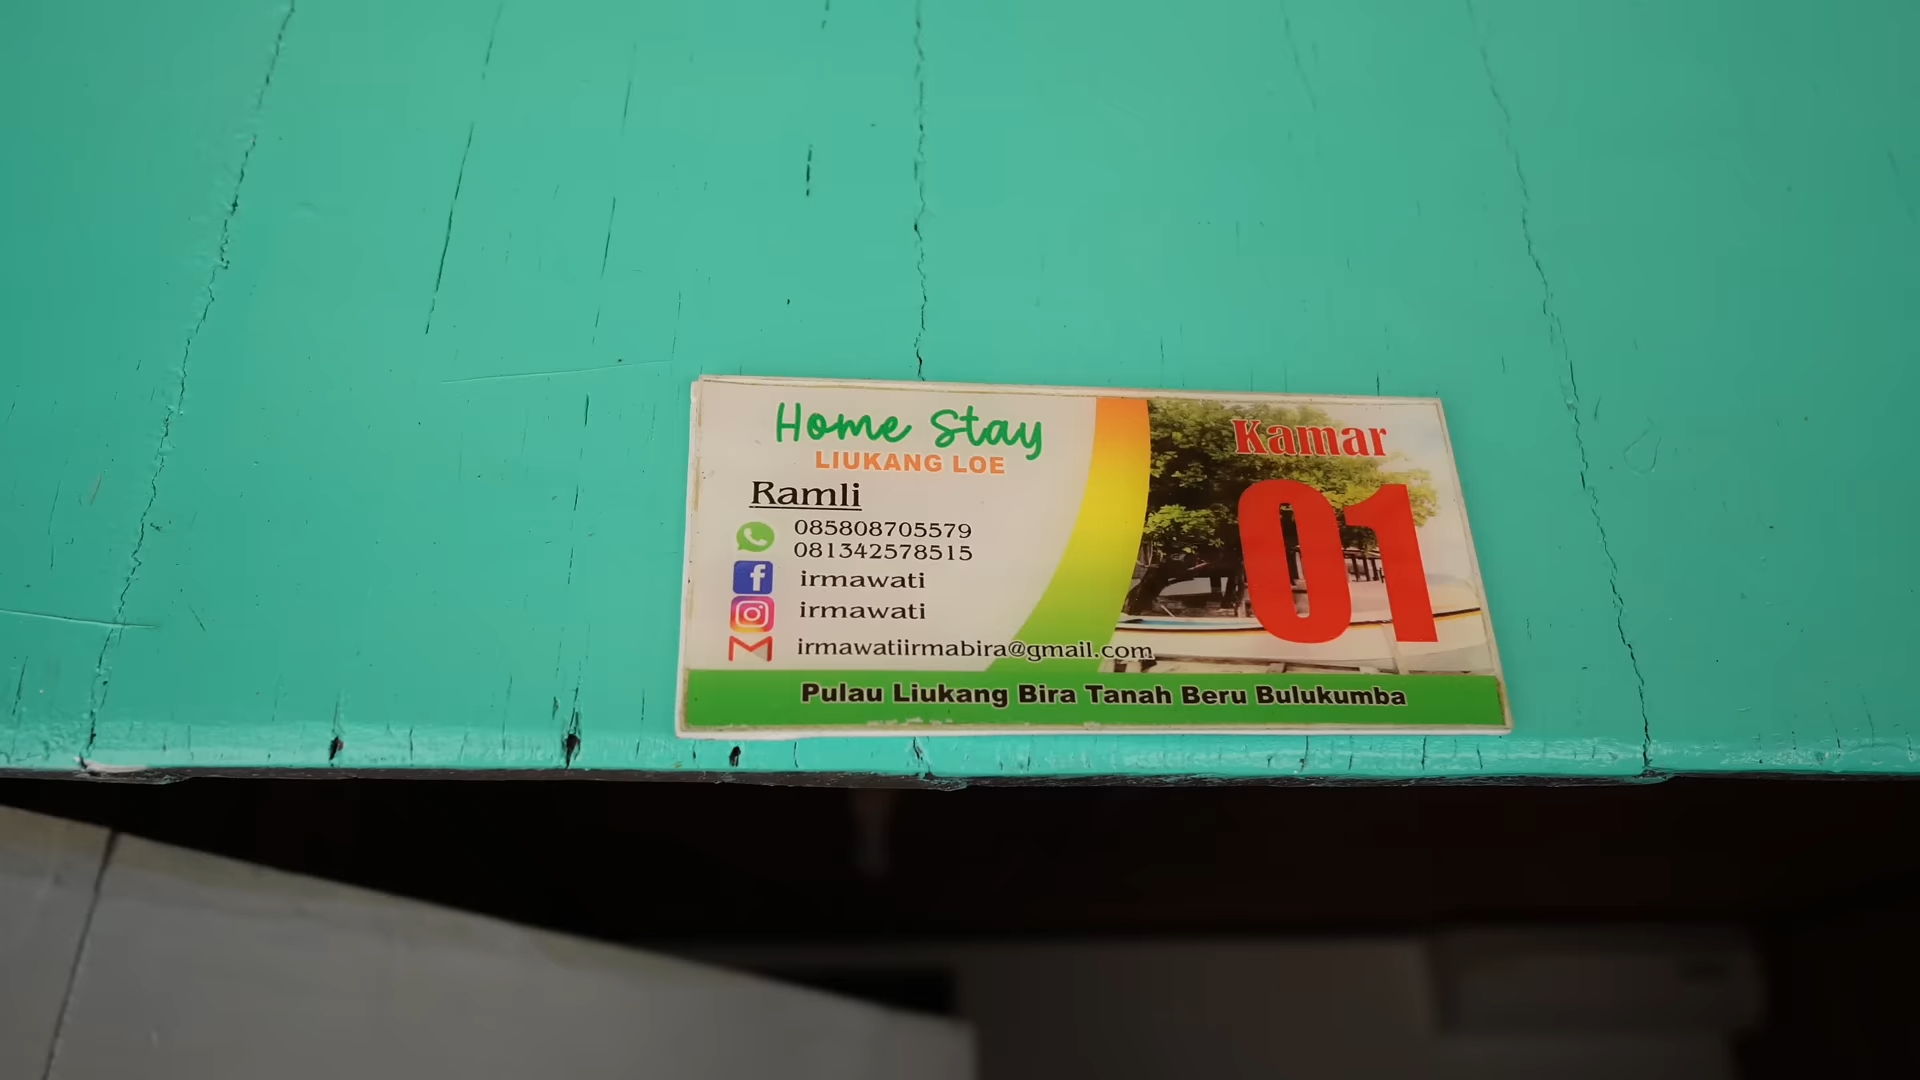 Home Stay
LIUKANG LOE
Ramli
085808705579
081342578515
irmawati
irmawati
irmawatiirmabira@gmail.com
Kamar
01
Pulau Liukang Bira Tanah Beru Bulukumba